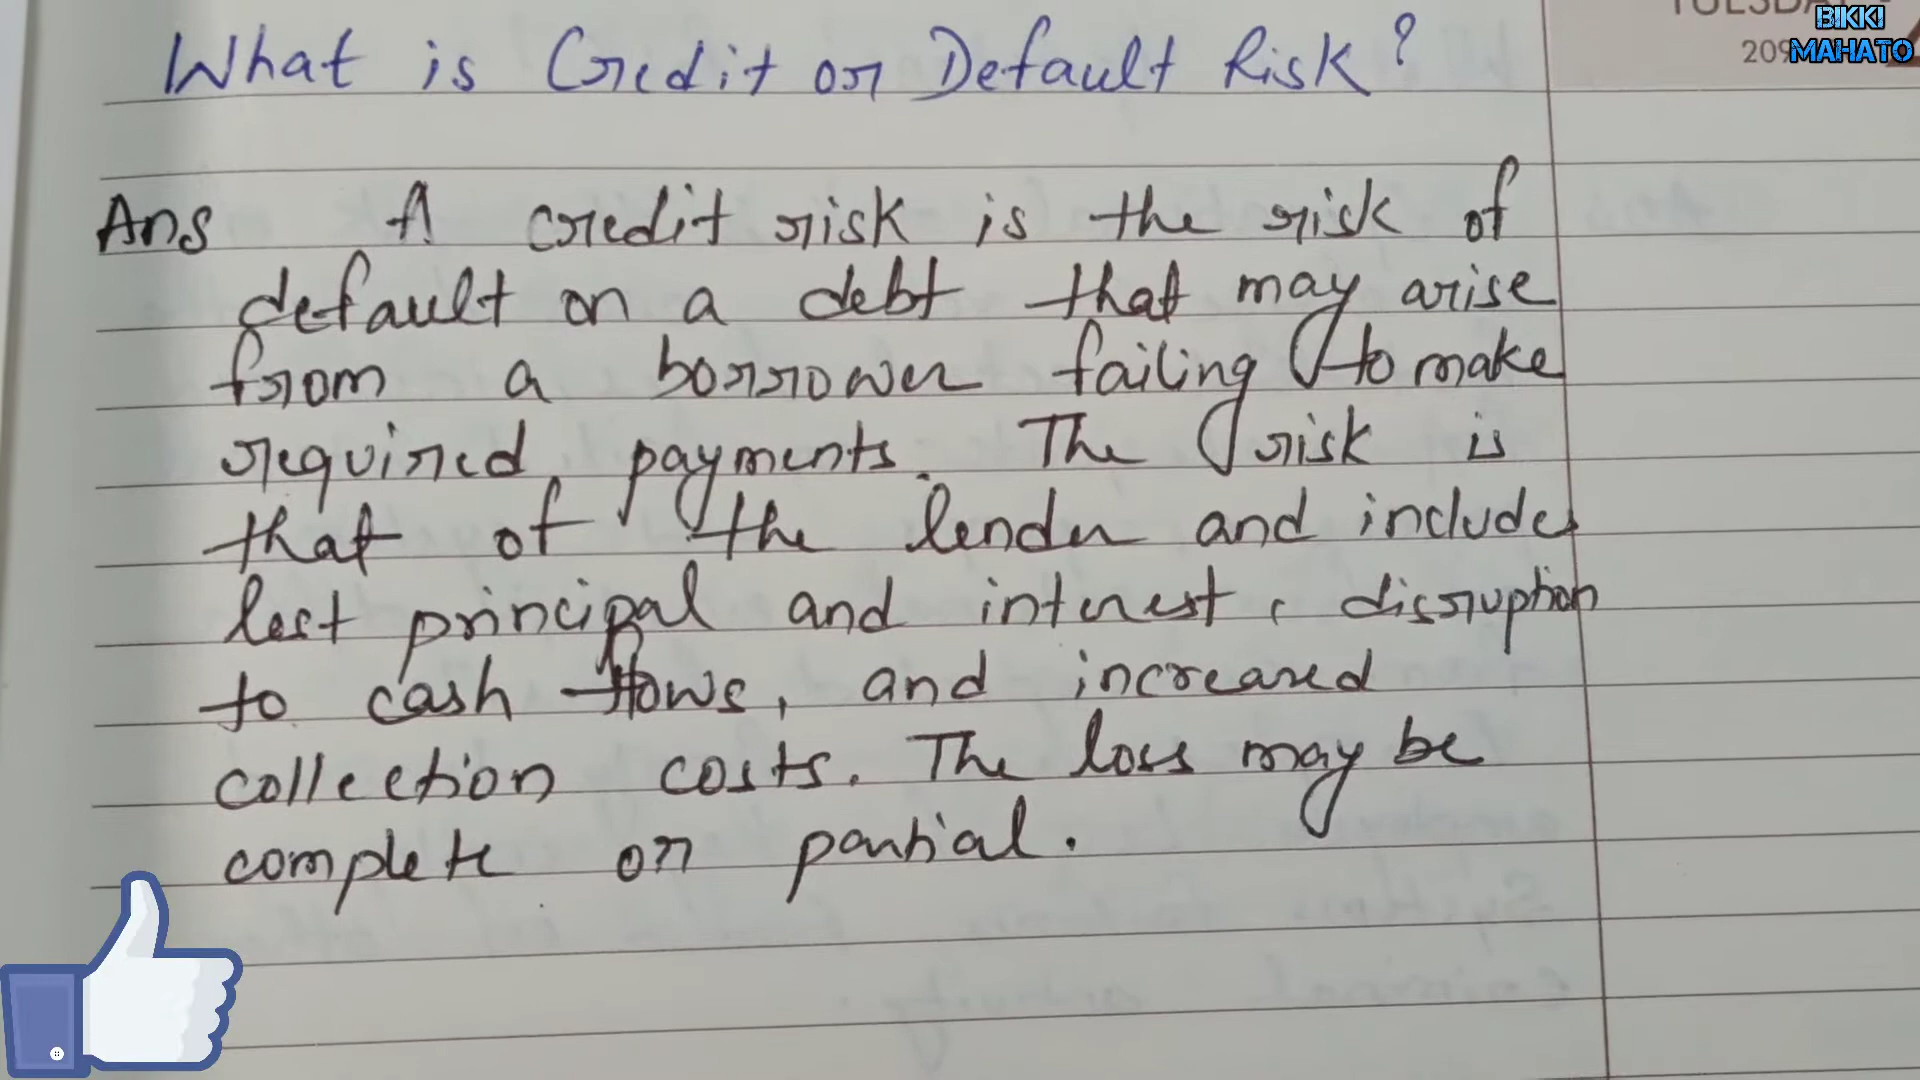 TUESDAY
209
BIKKI
MAHATO
What is Credit or Default Risk?
Ans A credit risk is the risk of
default on a debt that may arise
from a borrower failing to make
required payments. The risk is
that of the lender and includes
lost principal and interest, disruption
to cash flows, and increased
collection costs. The loss may be
complete or partial.